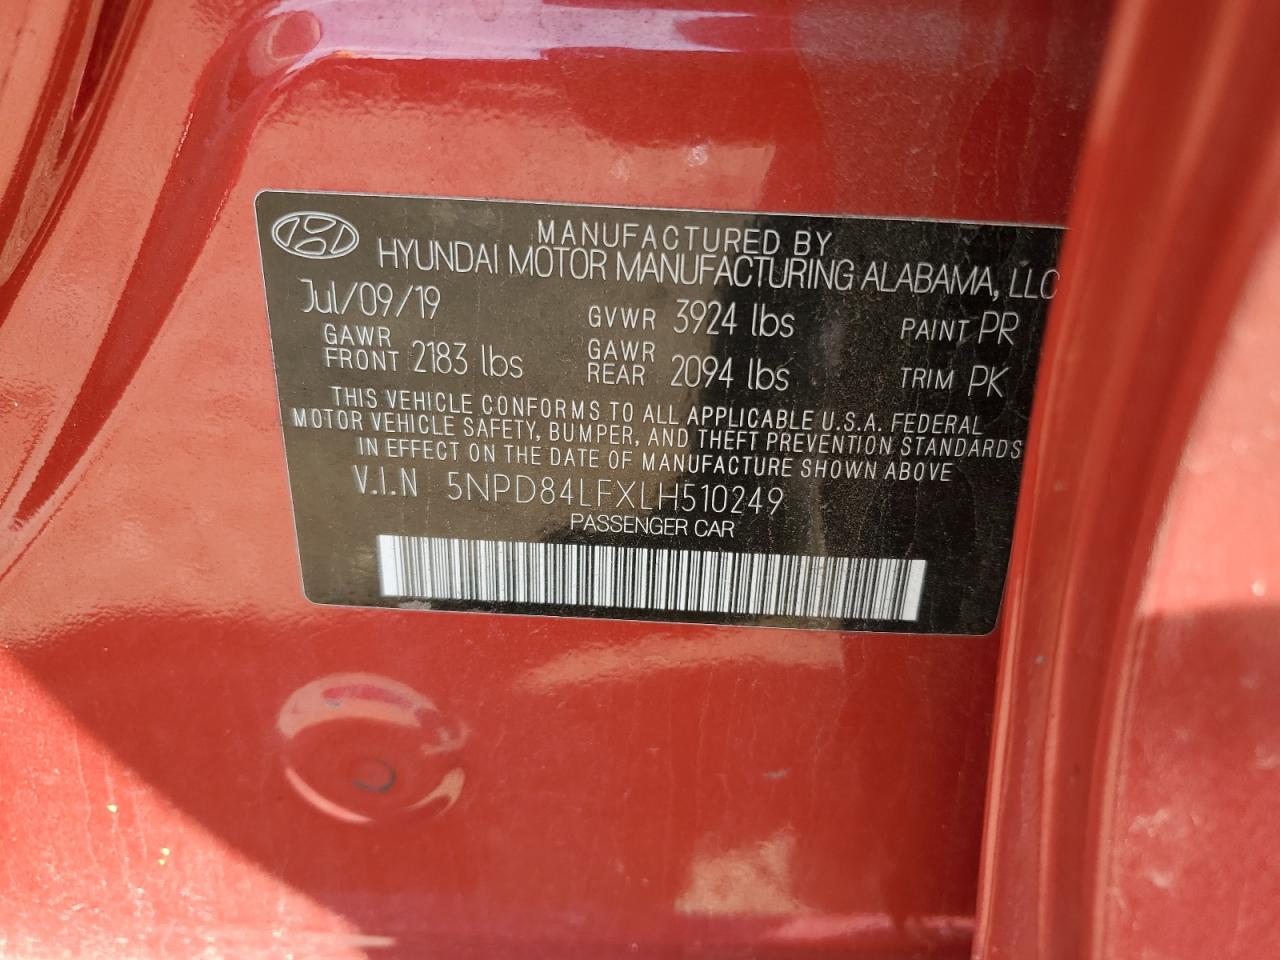 MANUFACTURED BY
HYUNDAI MOTOR MANUFACTURING ALABAMA, LLC
Jul/09/19 GVWR 3924 lbs PAINT PR
GAWR FRONT 2183 lbs GAWR REAR 2094 lbs TRIM PK
THIS VEHICLE CONFORMS TO ALL APPLICABLE U.S.A. FEDERAL
MOTOR VEHICLE SAFETY, BUMPER, AND THEFT PREVENTION STANDARDS
IN EFFECT ON THE DATE OF MANUFACTURE SHOWN ABOVE
V.I.N 5NPD84LFXLH510249
PASSENGER CAR